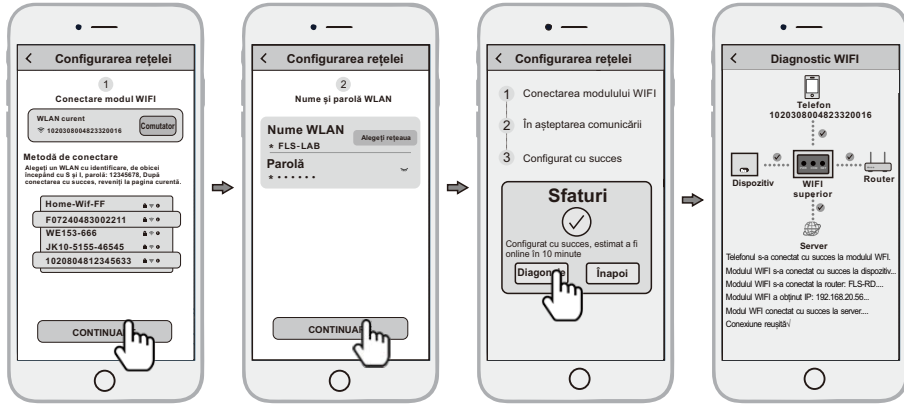 Configurarea rețelei
1
Conectare modul WIFI
WLAN curent
1020308004823320016
Comutator
Metodă de conectare
Alegeți un WLAN cu identificare, de obicei
începând cu S și I, parolă: 12345678, După
conectarea cu succes, reveniți la pagina curentă.
Home-Wif-FF
F07240483002211
WE153-666
JK10-5155-46545
1020804812345633
CONTINUA
Configurarea rețelei
2
Nume și parolă WLAN
Nume WLAN
Alegeți rețeaua
* FLS-LAB
Parolă
* • • • • • •
CONTINUA
Configurarea rețelei
1 Conectarea modulului WIFI
2 În așteptarea comunicării
3 Configurat cu succes
Sfaturi
Configurat cu succes, estimat a fi
online în 10 minute
Înapoi
Diagnostic WIFI
Telefon
1020308004823320016
Dispozitiv
WIFI
superior
Router
Server
Telefonul s-a conectat cu succes la modulul WFI.
Modulul WIFI s-a conectat cu succes la dispozitiv...
Modulul WIFI s-a conectat la router: FLS-RD....
Modulul WIFI a obținut IP: 192.168.20.56...
Modul WFI conectat cu succes la server....
Conexiune reușită√